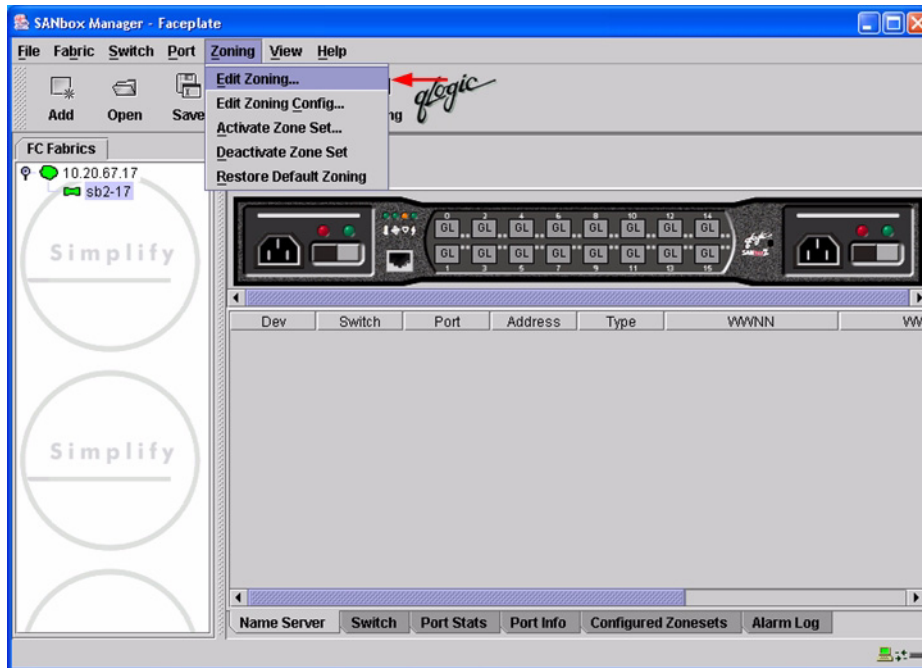 SANbox Manager - Faceplate
File Fabric Switch Port Zoning View Help
Edit Zoning...
Edit Zoning Config...
Activate Zone Set...
Deactivate Zone Set
Restore Default Zoning
Add Open Save ng
qlogic
FC Fabrics
10.20.67.17
sb2-17
Simplify
Simplify
0 2 4 6 8 10 12 14
GL GL GL GL GL GL GL GL
GL GL GL GL GL GL GL GL
1 3 5 7 9 11 13 15
Dev Switch Port Address Type WWNN WW
Name Server Switch Port Stats Port Info Configured Zonesets Alarm Log